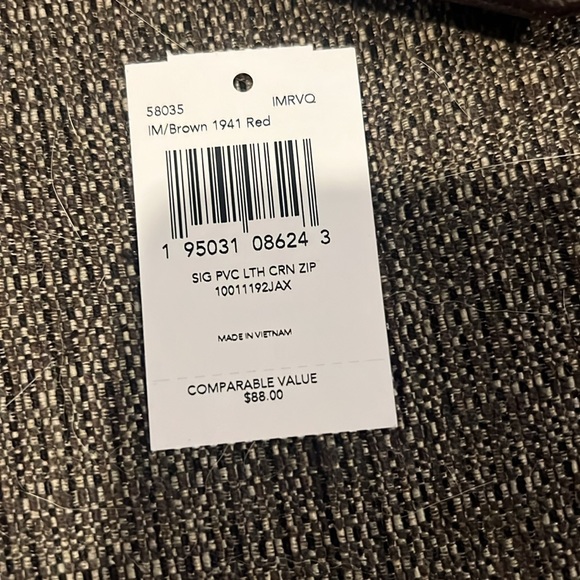 58035 IMRVQ
IM/Brown 1941 Red
1 95031 08624 3
SIG PVC LTH CRN ZIP
10011192JAX
MADE IN VIETNAM
COMPARABLE VALUE
$88.00